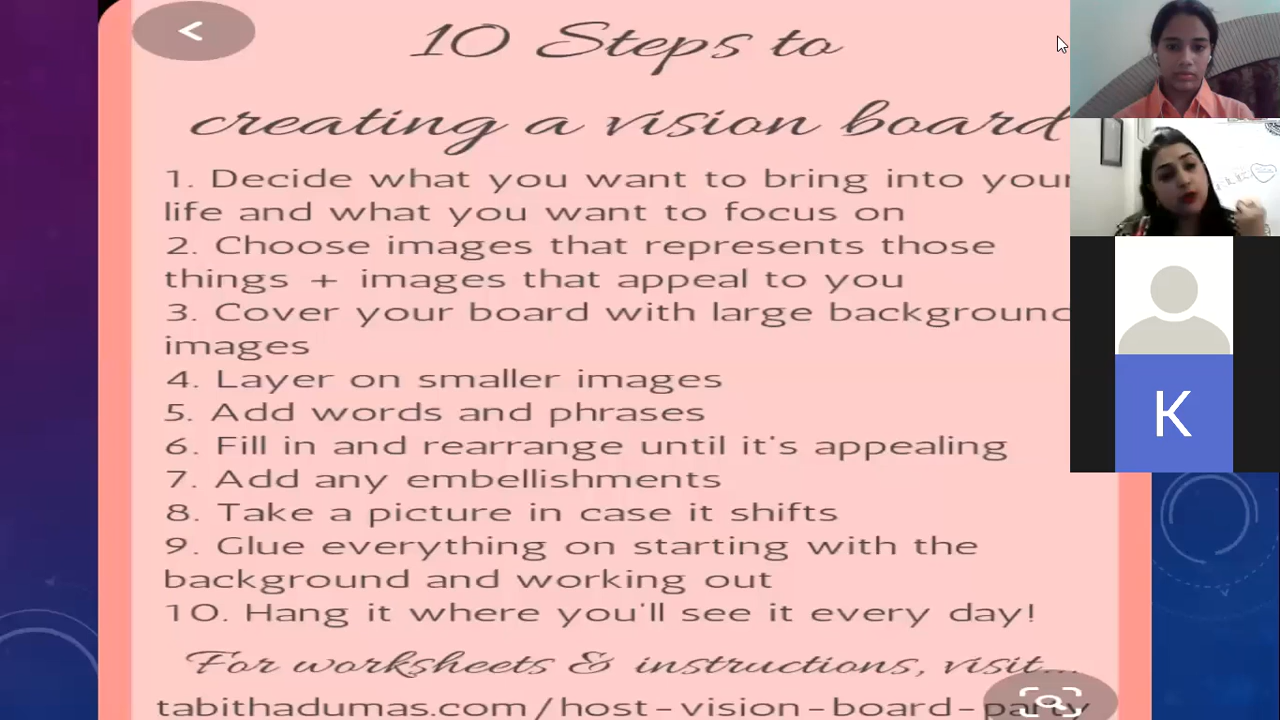 10 Steps to
creating a vision board
1. Decide what you want to bring into your
life and what you want to focus on
2. Choose images that represents those
things + images that appeal to you
3. Cover your board with large background
images
4. Layer on smaller images
5. Add words and phrases
6. Fill in and rearrange until it's appealing
7. Add any embellishments
8. Take a picture in case it shifts
9. Glue everything on starting with the
background and working out
10. Hang it where you'll see it every day!
For worksheets & instructions, visit...
tabithadumas.com/host-vision-board-party
K